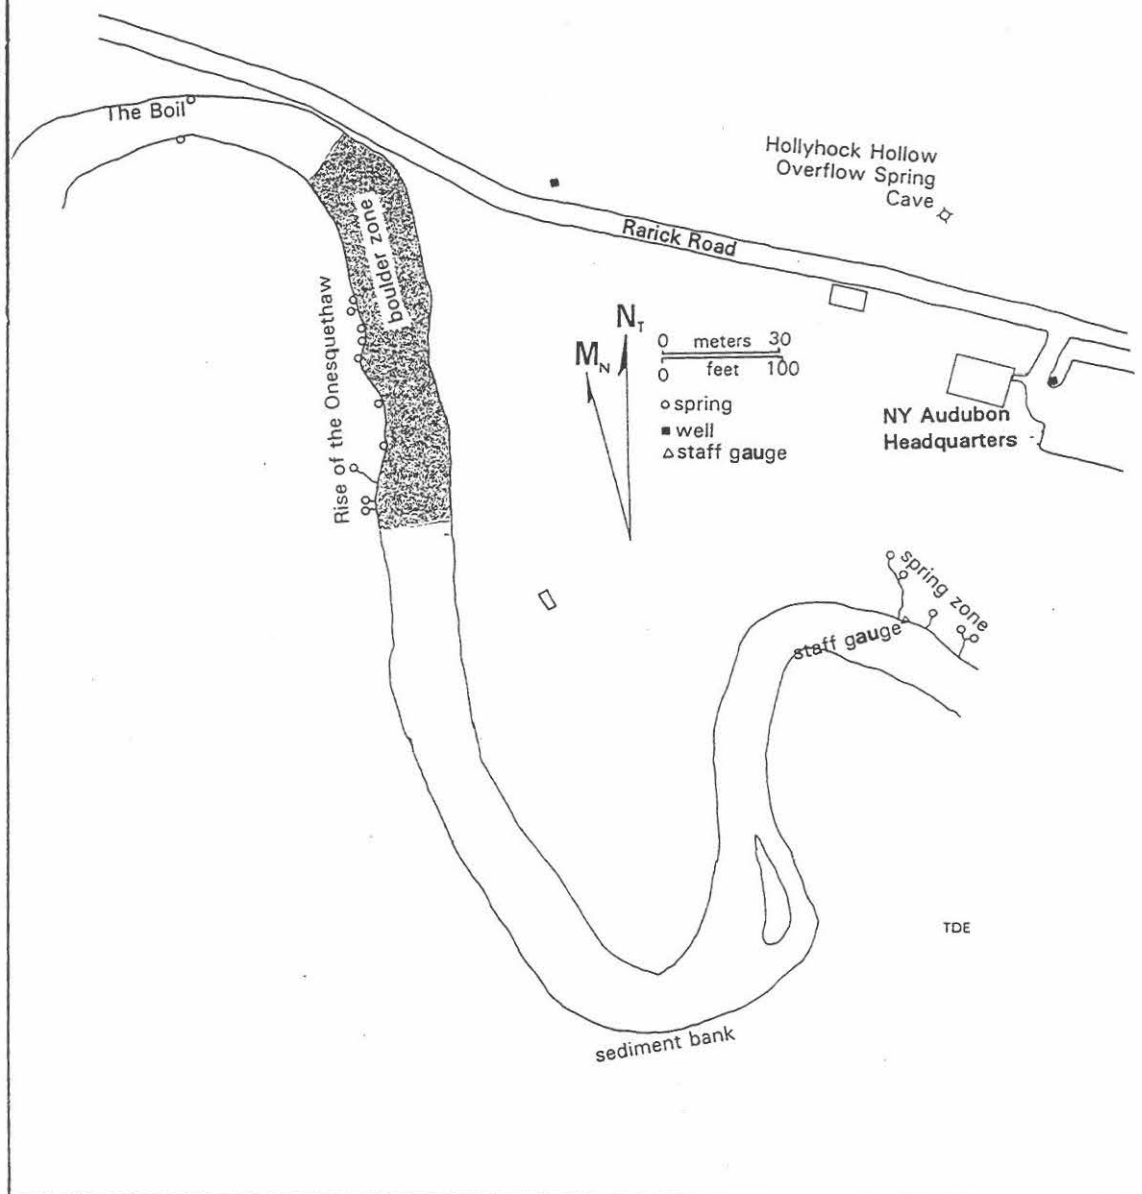 The Boil
Hollyhock Hollow
Overflow Spring
Cave
Rarick Road
boulder zone
Rise of the Onesquethaw
N T
M N
0 meters 30
0 feet 100
spring
well
staff gauge
NY Audubon
Headquarters
spring zone
staff gauge
TDE
sediment bank